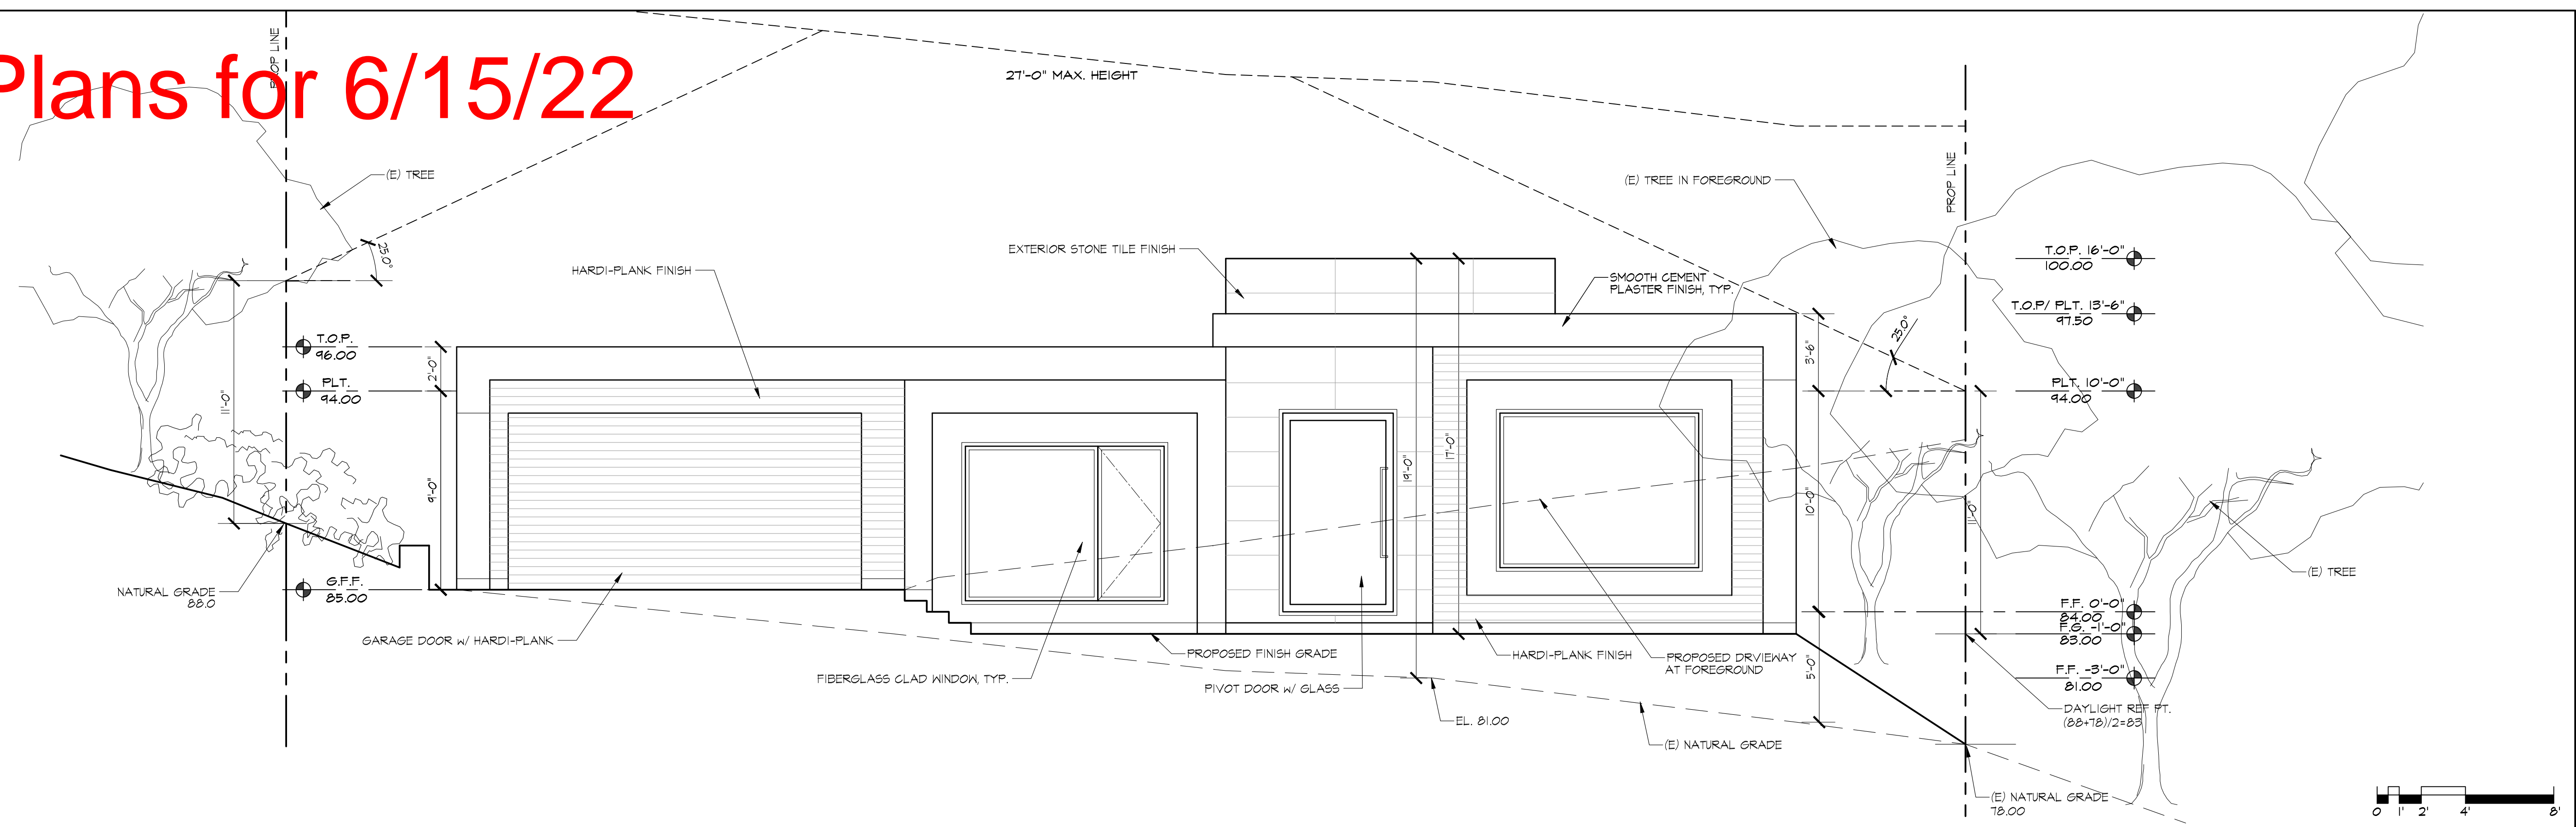 Plans for 6/15/22
PROP LINE
27'-0" MAX. HEIGHT
(E) TREE
25.0°
(E) TREE IN FOREGROUND
PROP LINE
EXTERIOR STONE TILE FINISH
HARDI-PLANK FINISH
SMOOTH CEMENT
PLASTER FINISH, TYP.
T.O.P. 16'-0"
100.00
T.O.P/ PLT. 13'-6"
97.50
25.0°
T.O.P.
96.00
2'-0"
3'-6"
PLT.
94.00
PLT. 10'-0"
94.00
11'-0"
9'-0"
19'-0"
17'-0"
10'-0"
11'-0"
NATURAL GRADE
88.0
G.F.F.
85.00
(E) TREE
F.F. 0'-0"
84.00
F.G. -1'-0"
83.00
GARAGE DOOR W/ HARDI-PLANK
PROPOSED FINISH GRADE
HARDI-PLANK FINISH
PROPOSED DRVIEWAY
AT FOREGROUND
5'-0"
F.F. -3'-0"
81.00
FIBERGLASS CLAD WINDOW, TYP.
PIVOT DOOR W/ GLASS
EL. 81.00
DAYLIGHT REF PT.
(88+78)/2=83
(E) NATURAL GRADE
(E) NATURAL GRADE
78.00
0 1' 2' 4' 8'